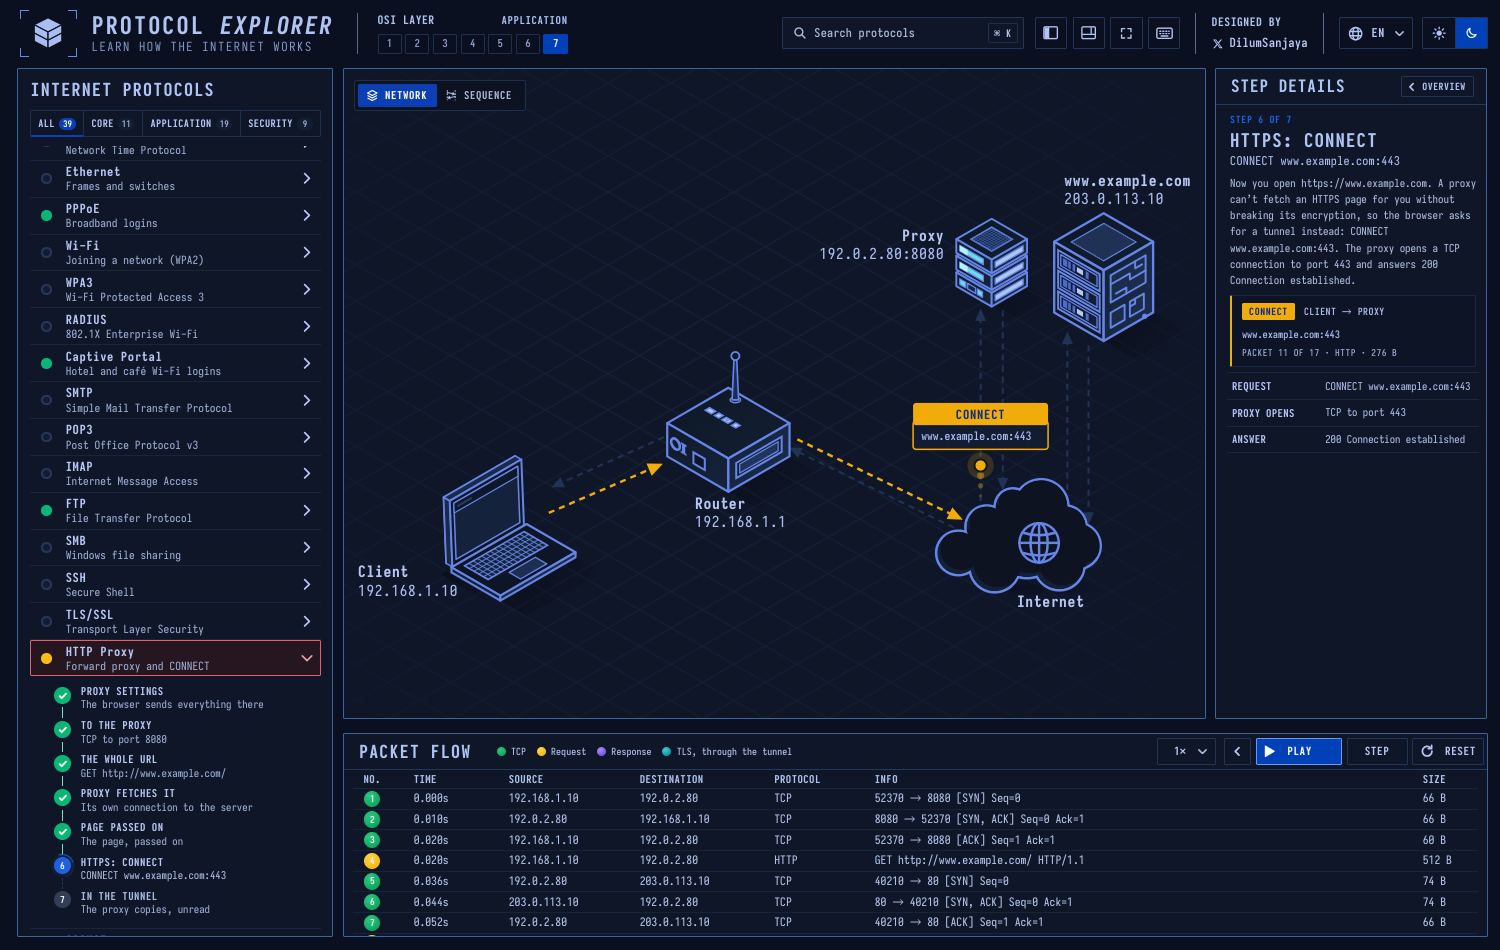 PROTOCOL EXPLORER
LEARN HOW THE INTERNET WORKS
OSI LAYER APPLICATION
1 2 3 4 5 6 7
Search protocols ⌘ K
DESIGNED BY
DilumSanjaya
EN
INTERNET PROTOCOLS
ALL 39 CORE 11 APPLICATION 19 SECURITY 9
Network Time Protocol
Ethernet
Frames and switches
PPPoE
Broadband logins
Wi-Fi
Joining a network (WPA2)
WPA3
Wi-Fi Protected Access 3
RADIUS
802.1X Enterprise Wi-Fi
Captive Portal
Hotel and café Wi-Fi logins
SMTP
Simple Mail Transfer Protocol
POP3
Post Office Protocol v3
IMAP
Internet Message Access
FTP
File Transfer Protocol
SMB
Windows file sharing
SSH
Secure Shell
TLS/SSL
Transport Layer Security
HTTP Proxy
Forward proxy and CONNECT
PROXY SETTINGS
The browser sends everything there
TO THE PROXY
TCP to port 8080
THE WHOLE URL
GET http://www.example.com/
PROXY FETCHES IT
Its own connection to the server
PAGE PASSED ON
The page, passed on
6 HTTPS: CONNECT
CONNECT www.example.com:443
7 IN THE TUNNEL
The proxy copies, unread
NETWORK SEQUENCE
www.example.com
203.0.113.10
Proxy
192.0.2.80:8080
CONNECT
www.example.com:443
Router
192.168.1.1
Client
192.168.1.10
Internet
STEP DETAILS OVERVIEW
STEP 6 OF 7
HTTPS: CONNECT
CONNECT www.example.com:443
Now you open https://www.example.com. A proxy
can't fetch an HTTPS page for you without
breaking its encryption, so the browser asks
for a tunnel instead: CONNECT
www.example.com:443. The proxy opens a TCP
connection to port 443 and answers 200
Connection established.
CONNECT CLIENT → PROXY
www.example.com:443
PACKET 11 OF 17 · HTTP · 276 B
REQUEST CONNECT www.example.com:443
PROXY OPENS TCP to port 443
ANSWER 200 Connection established
PACKET FLOW TCP Request Response TLS, through the tunnel 1× PLAY STEP RESET
NO. TIME SOURCE DESTINATION PROTOCOL INFO SIZE
1 0.000s 192.168.1.10 192.0.2.80 TCP 52370 → 8080 [SYN] Seq=0 66 B
2 0.010s 192.0.2.80 192.168.1.10 TCP 8080 → 52370 [SYN, ACK] Seq=0 Ack=1 66 B
3 0.020s 192.168.1.10 192.0.2.80 TCP 52370 → 8080 [ACK] Seq=1 Ack=1 60 B
4 0.020s 192.168.1.10 192.0.2.80 HTTP GET http://www.example.com/ HTTP/1.1 512 B
5 0.036s 192.0.2.80 203.0.113.10 TCP 40210 → 80 [SYN] Seq=0 74 B
6 0.044s 203.0.113.10 192.0.2.80 TCP 80 → 40210 [SYN, ACK] Seq=0 Ack=1 74 B
7 0.052s 192.0.2.80 203.0.113.10 TCP 40210 → 80 [ACK] Seq=1 Ack=1 66 B